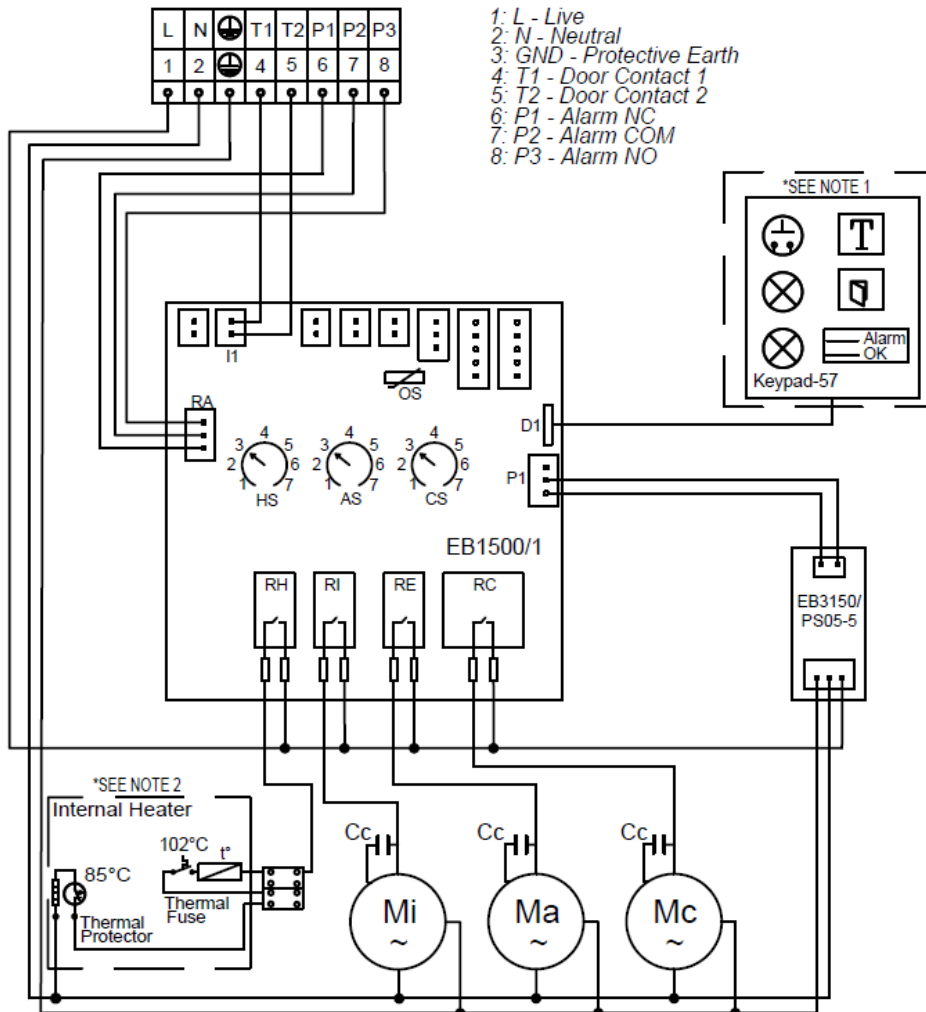 L N T1 T2 P1 P2 P3
1 2 4 5 6 7 8
1: L - Live
2: N - Neutral
3: GND - Protective Earth
4: T1 - Door Contact 1
5: T2 - Door Contact 2
6: P1 - Alarm NC
7: P2 - Alarm COM
8: P3 - Alarm NO
*SEE NOTE 1
T
Alarm
OK
Keypad-57
I1
OS
RA
D1
P1
1 2 3 4 5 6 7
HS
1 2 3 4 5 6 7
AS
1 2 3 4 5 6 7
CS
EB1500/1
RH RI RE RC
EB3150/
PS05-5
*SEE NOTE 2
Internal Heater
102°C
t°
85°C
Thermal
Fuse
Thermal
Protector
Cc Cc Cc
Mi Ma Mc
~ ~ ~